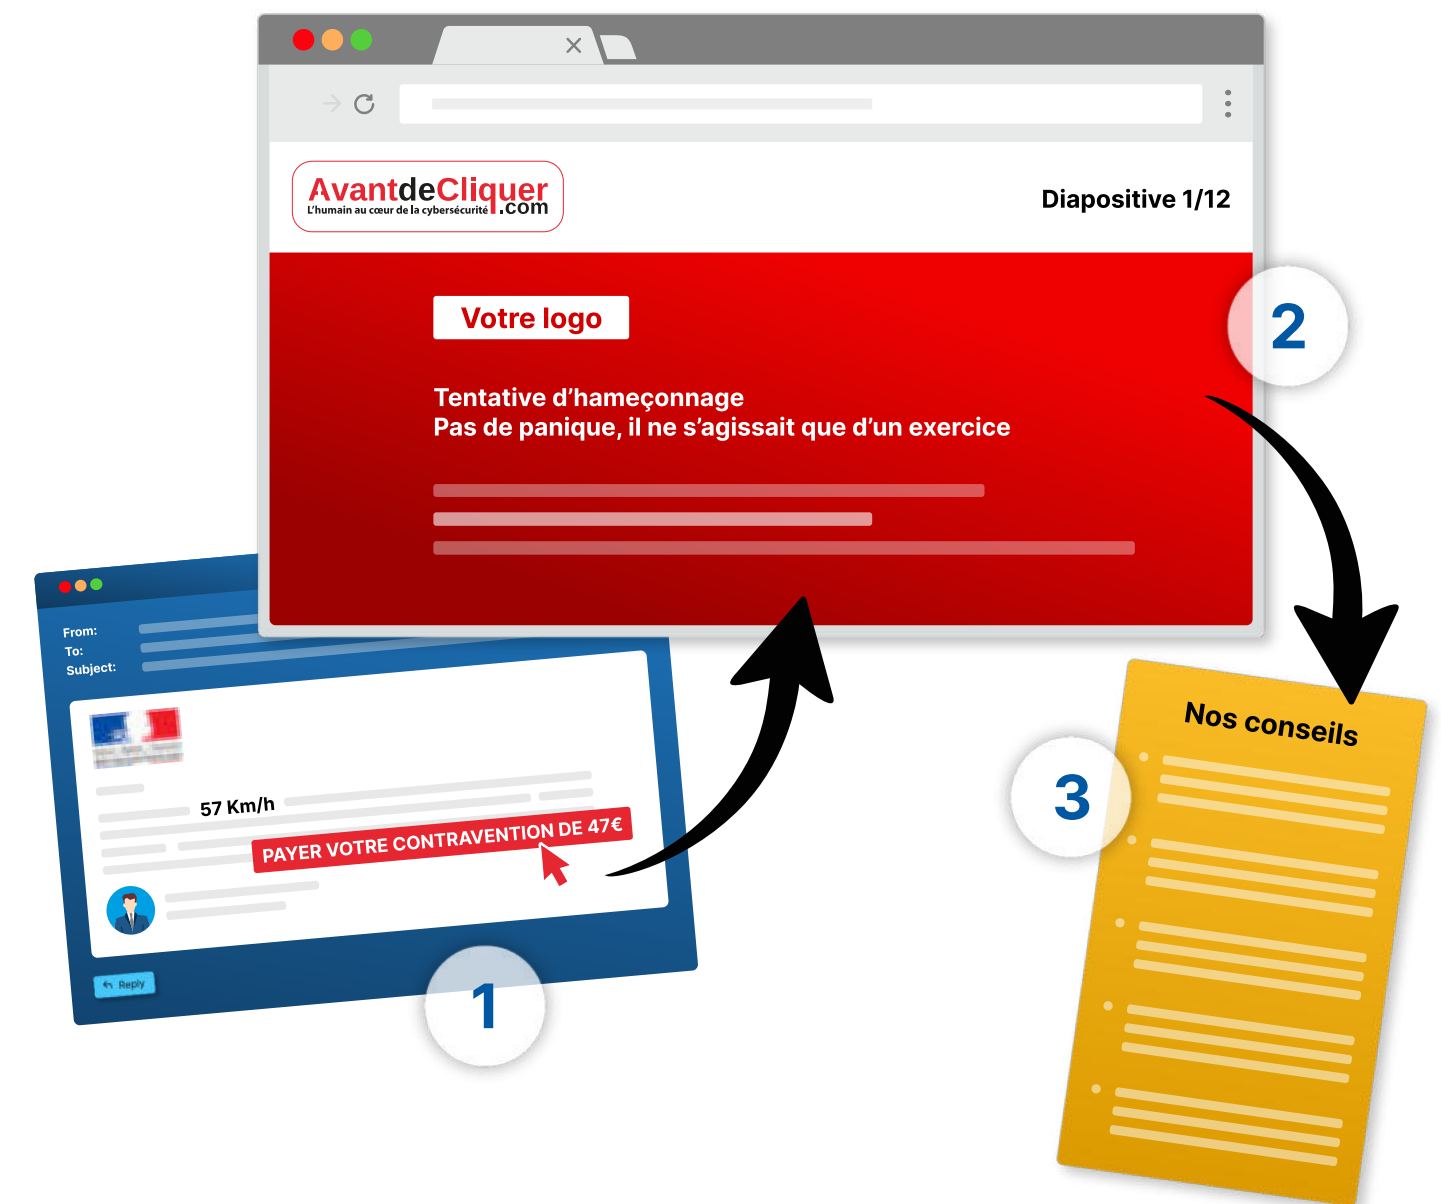 AvantdeCliquer
.com
L'humain au cœur de la cybersécurité
Diapositive 1/12
Votre logo
Tentative d'hameçonnage
Pas de panique, il ne s'agissait que d'un exercice
2
From:
To:
Subject:
57 Km/h
PAYER VOTRE CONTRAVENTION DE 47€
Reply
1
Nos conseils
3